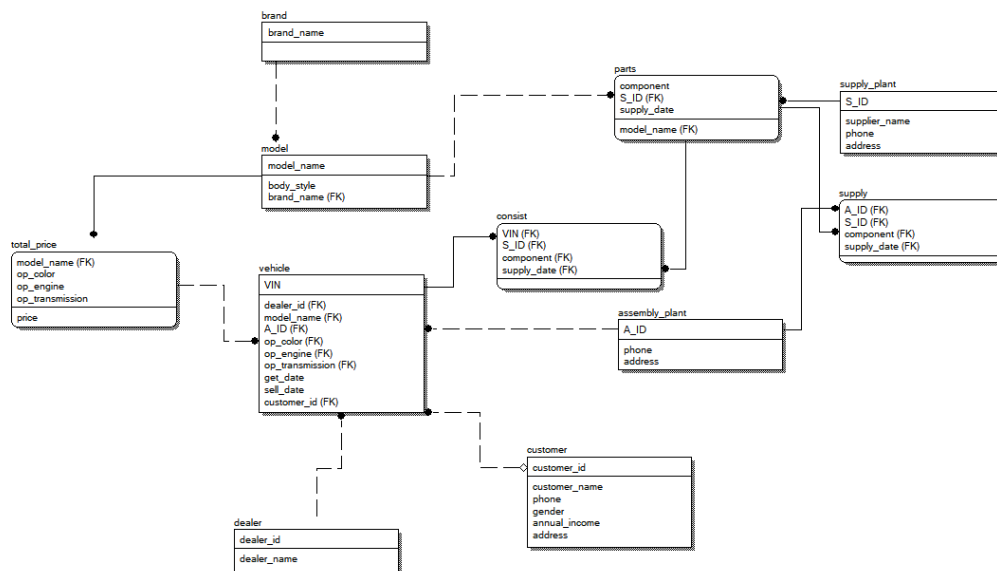 brand
brand_name
model
model_name
body_style
brand_name (FK)
total_price
model_name (FK)
op_color
op_engine
op_transmission
price
vehicle
VIN
dealer_id (FK)
model_name (FK)
A_ID (FK)
op_color (FK)
op_engine (FK)
op_transmission (FK)
get_date
sell_date
customer_id (FK)
dealer
dealer_id
dealer_name
parts
component
S_ID (FK)
supply_date
model_name (FK)
consist
VIN (FK)
S_ID (FK)
component (FK)
supply_date (FK)
assembly_plant
A_ID
phone
address
customer
customer_id
customer_name
phone
gender
annual_income
address
supply_plant
S_ID
supplier_name
phone
address
supply
A_ID (FK)
S_ID (FK)
component (FK)
supply_date (FK)